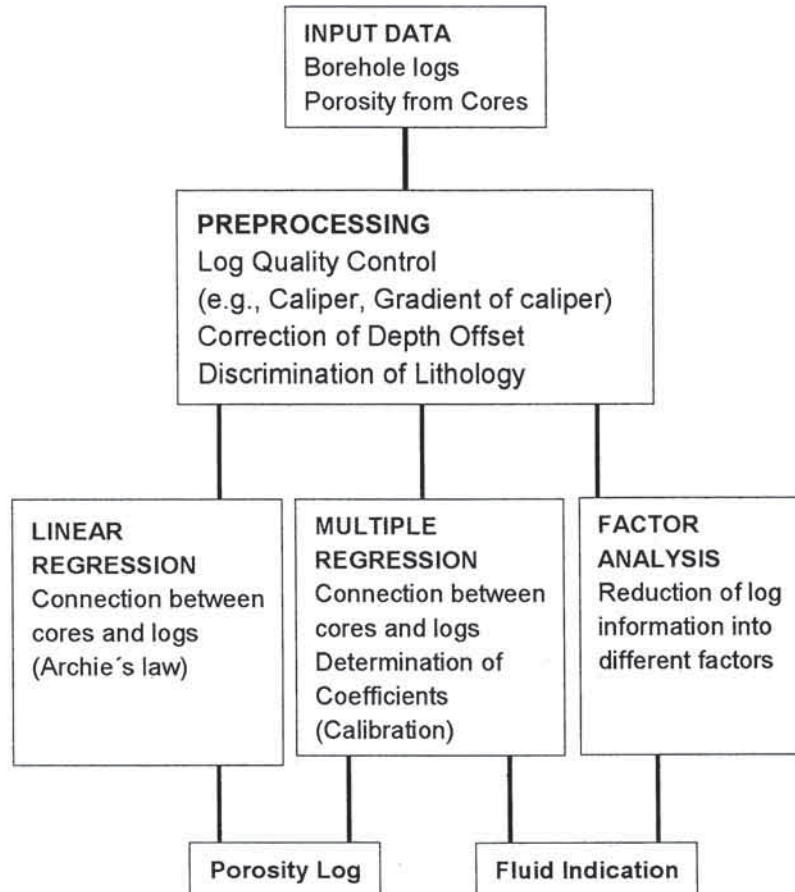 INPUT DATA
Borehole logs
Porosity from Cores
PREPROCESSING
Log Quality Control
(e.g., Caliper, Gradient of caliper)
Correction of Depth Offset
Discrimination of Lithology
LINEAR
REGRESSION
Connection between
cores and logs
(Archie´s law)
MULTIPLE
REGRESSION
Connection between
cores and logs
Determination of
Coefficients
(Calibration)
FACTOR
ANALYSIS
Reduction of log
information into
different factors
Porosity Log
Fluid Indication